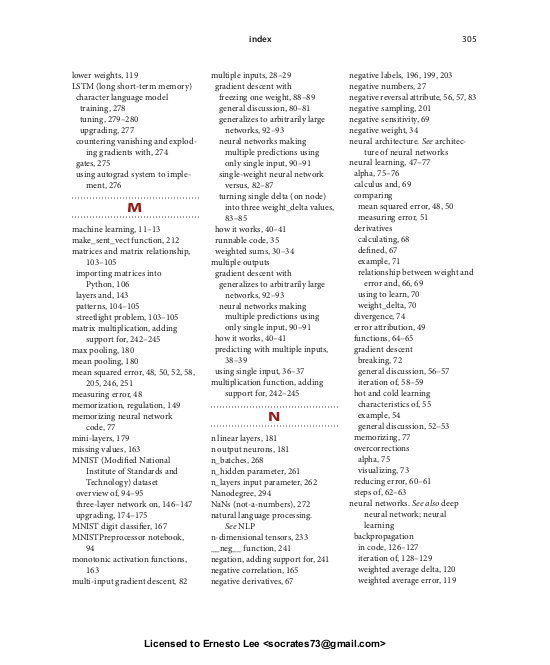 index
305
lower weights, 119
LSTM (long short-term memory)
character language model
training, 278
tuning, 279–280
upgrading, 277
countering vanishing and explod-
ing gradients with, 274
gates, 275
using autograd system to imple-
ment, 276
M
machine learning, 11–13
make_sent_vect function, 212
matrices and matrix relationship,
103–105
importing matrices into
Python, 106
layers and, 143
patterns, 104–105
streetlight problem, 103–105
matrix multiplication, adding
support for, 242–245
max pooling, 180
mean pooling, 180
mean squared error, 48, 50, 52, 58,
205, 246, 251
measuring error, 48
memorization, regulation, 149
memorizing neural network
code, 77
mini-layers, 179
missing values, 163
MNIST (Modified National
Institute of Standards and
Technology) dataset
overview of, 94–95
three-layer network on, 146–147
upgrading, 174–175
MNIST digit classifier, 167
MNISTPreprocessor notebook,
94
monotonic activation functions,
163
multi-input gradient descent, 82
multiple inputs, 28–29
gradient descent with
freezing one weight, 88–89
general discussion, 80–81
generalizes to arbitrarily large
networks, 92–93
neural networks making
multiple predictions using
only single input, 90–91
single-weight neural network
versus, 82–87
turning single delta (on node)
into three weight_delta values,
83–85
how it works, 40–41
runnable code, 35
weighted sums, 30–34
multiple outputs
gradient descent with
generalizes to arbitrarily large
networks, 92–93
neural networks making
multiple predictions using
only single input, 90–91
how it works, 40–41
predicting with multiple inputs,
38–39
using single input, 36–37
multiplication function, adding
support for, 242–245
N
n linear layers, 181
n output neurons, 181
n_batches, 268
n_hidden parameter, 261
n_layers input parameter, 262
Nanodegree, 294
NaNs (not-a-numbers), 272
natural language processing.
See NLP
n-dimensional tensors, 233
__neg__ function, 241
negation, adding support for, 241
negative correlation, 165
negative derivatives, 67
negative labels, 196, 199, 203
negative numbers, 27
negative reversal attribute, 56, 57, 83
negative sampling, 201
negative sensitivity, 69
negative weight, 34
neural architecture. See architec-
ture of neural networks
neural learning, 47–77
alpha, 75–76
calculus and, 69
comparing
mean squared error, 48, 50
measuring error, 51
derivatives
calculating, 68
defined, 67
example, 71
relationship between weight and
error and, 66, 69
using to learn, 70
weight_delta, 70
divergence, 74
error attribution, 49
functions, 64–65
gradient descent
breaking, 72
general discussion, 56–57
iteration of, 58–59
hot and cold learning
characteristics of, 55
example, 54
general discussion, 52–53
memorizing, 77
overcorrections
alpha, 75
visualizing, 73
reducing error, 60–61
steps of, 62–63
neural networks. See also deep
neural network; neural
learning
backpropagation
in code, 126–127
iteration of, 128–129
weighted average delta, 120
weighted average error, 119
Licensed to Ernesto Lee <socrates73@gmail.com>